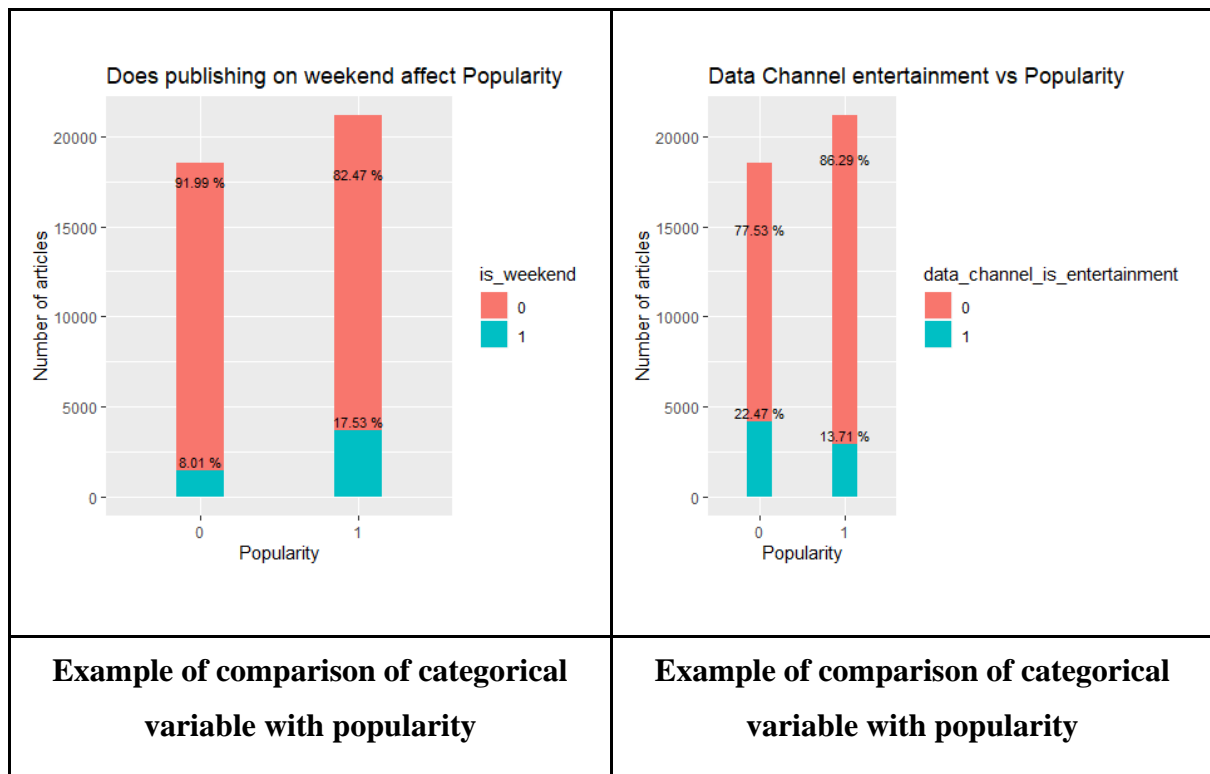 Does publishing on weekend affect Popularity
20000
15000
10000
5000
0
Number of articles
91.99 %
82.47 %
17.53 %
8.01 %
0
1
Popularity
is_weekend
0
1
Data Channel entertainment vs Popularity
20000
15000
10000
5000
0
Number of articles
86.29 %
77.53 %
22.47 %
13.71 %
0
1
Popularity
data_channel_is_entertainment
0
1
Example of comparison of categorical
variable with popularity
Example of comparison of categorical
variable with popularity